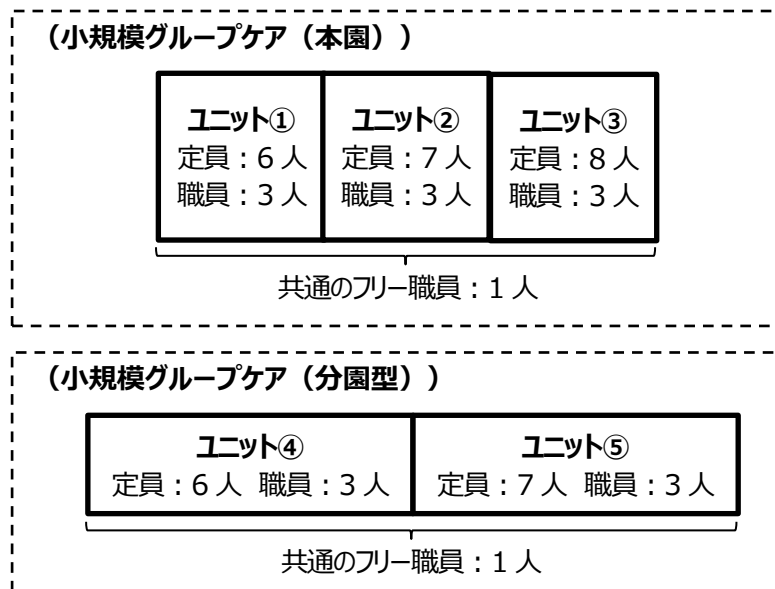 （小規模グループケア（本園））
ユニット①
定員：6人
職員：3人
ユニット②
定員：7人
職員：3人
ユニット③
定員：8人
職員：3人
共通のフリー職員：1人
（小規模グループケア（分園型））
ユニット④
定員：6人 職員：3人
ユニット⑤
定員：7人 職員：3人
共通のフリー職員：1人